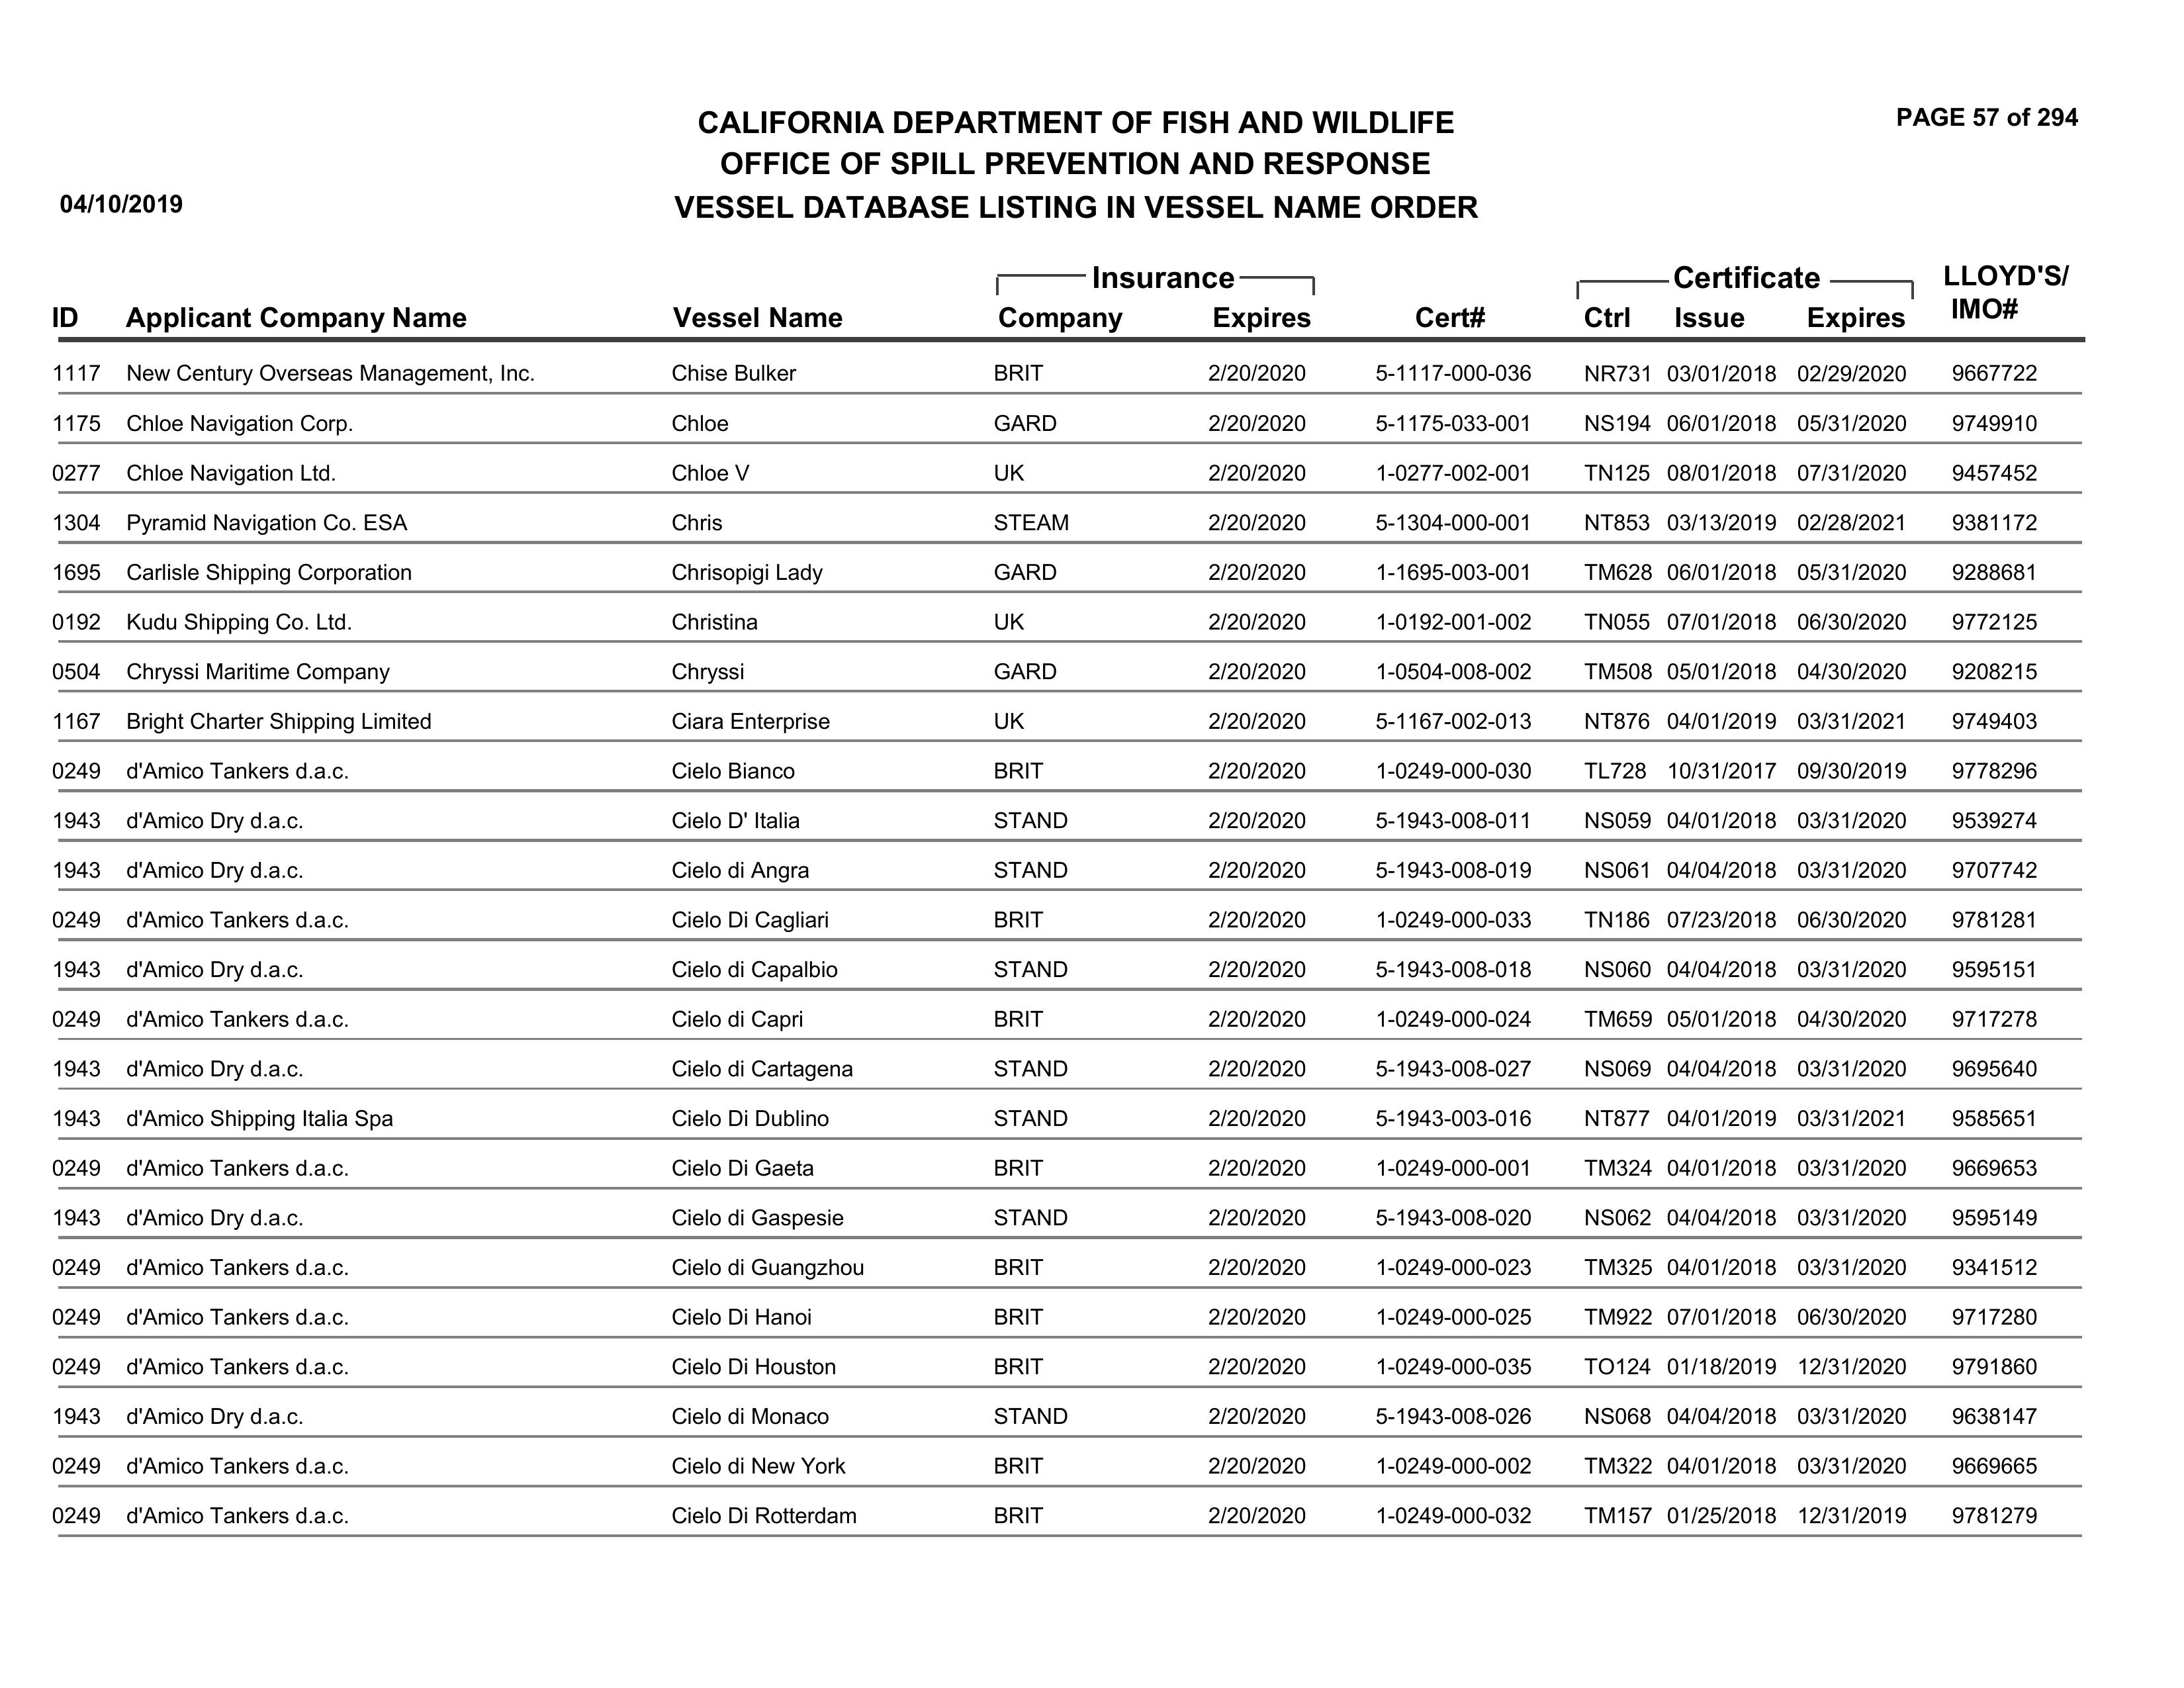 PAGE 57 of 294
CALIFORNIA DEPARTMENT OF FISH AND WILDLIFE
OFFICE OF SPILL PREVENTION AND RESPONSE
04/10/2019 VESSEL DATABASE LISTING IN VESSEL NAME ORDER
Insurance Certificate LLOYD'S/
ID Applicant Company Name Vessel Name Company Expires Cert# Ctrl Issue Expires IMO#
1117 New Century Overseas Management, Inc. Chise Bulker BRIT 2/20/2020 5-1117-000-036 NR731 03/01/2018 02/29/2020 9667722
1175 Chloe Navigation Corp. Chloe GARD 2/20/2020 5-1175-033-001 NS194 06/01/2018 05/31/2020 9749910
0277 Chloe Navigation Ltd. Chloe V UK 2/20/2020 1-0277-002-001 TN125 08/01/2018 07/31/2020 9457452
1304 Pyramid Navigation Co. ESA Chris STEAM 2/20/2020 5-1304-000-001 NT853 03/13/2019 02/28/2021 9381172
1695 Carlisle Shipping Corporation Chrisopigi Lady GARD 2/20/2020 1-1695-003-001 TM628 06/01/2018 05/31/2020 9288681
0192 Kudu Shipping Co. Ltd. Christina UK 2/20/2020 1-0192-001-002 TN055 07/01/2018 06/30/2020 9772125
0504 Chryssi Maritime Company Chryssi GARD 2/20/2020 1-0504-008-002 TM508 05/01/2018 04/30/2020 9208215
1167 Bright Charter Shipping Limited Ciara Enterprise UK 2/20/2020 5-1167-002-013 NT876 04/01/2019 03/31/2021 9749403
0249 d'Amico Tankers d.a.c. Cielo Bianco BRIT 2/20/2020 1-0249-000-030 TL728 10/31/2017 09/30/2019 9778296
1943 d'Amico Dry d.a.c. Cielo D' Italia STAND 2/20/2020 5-1943-008-011 NS059 04/01/2018 03/31/2020 9539274
1943 d'Amico Dry d.a.c. Cielo di Angra STAND 2/20/2020 5-1943-008-019 NS061 04/04/2018 03/31/2020 9707742
0249 d'Amico Tankers d.a.c. Cielo Di Cagliari BRIT 2/20/2020 1-0249-000-033 TN186 07/23/2018 06/30/2020 9781281
1943 d'Amico Dry d.a.c. Cielo di Capalbio STAND 2/20/2020 5-1943-008-018 NS060 04/04/2018 03/31/2020 9595151
0249 d'Amico Tankers d.a.c. Cielo di Capri BRIT 2/20/2020 1-0249-000-024 TM659 05/01/2018 04/30/2020 9717278
1943 d'Amico Dry d.a.c. Cielo di Cartagena STAND 2/20/2020 5-1943-008-027 NS069 04/04/2018 03/31/2020 9695640
1943 d'Amico Shipping Italia Spa Cielo Di Dublino STAND 2/20/2020 5-1943-003-016 NT877 04/01/2019 03/31/2021 9585651
0249 d'Amico Tankers d.a.c. Cielo Di Gaeta BRIT 2/20/2020 1-0249-000-001 TM324 04/01/2018 03/31/2020 9669653
1943 d'Amico Dry d.a.c. Cielo di Gaspesie STAND 2/20/2020 5-1943-008-020 NS062 04/04/2018 03/31/2020 9595149
0249 d'Amico Tankers d.a.c. Cielo di Guangzhou BRIT 2/20/2020 1-0249-000-023 TM325 04/01/2018 03/31/2020 9341512
0249 d'Amico Tankers d.a.c. Cielo Di Hanoi BRIT 2/20/2020 1-0249-000-025 TM922 07/01/2018 06/30/2020 9717280
0249 d'Amico Tankers d.a.c. Cielo Di Houston BRIT 2/20/2020 1-0249-000-035 TO124 01/18/2019 12/31/2020 9791860
1943 d'Amico Dry d.a.c. Cielo di Monaco STAND 2/20/2020 5-1943-008-026 NS068 04/04/2018 03/31/2020 9638147
0249 d'Amico Tankers d.a.c. Cielo di New York BRIT 2/20/2020 1-0249-000-002 TM322 04/01/2018 03/31/2020 9669665
0249 d'Amico Tankers d.a.c. Cielo Di Rotterdam BRIT 2/20/2020 1-0249-000-032 TM157 01/25/2018 12/31/2019 9781279